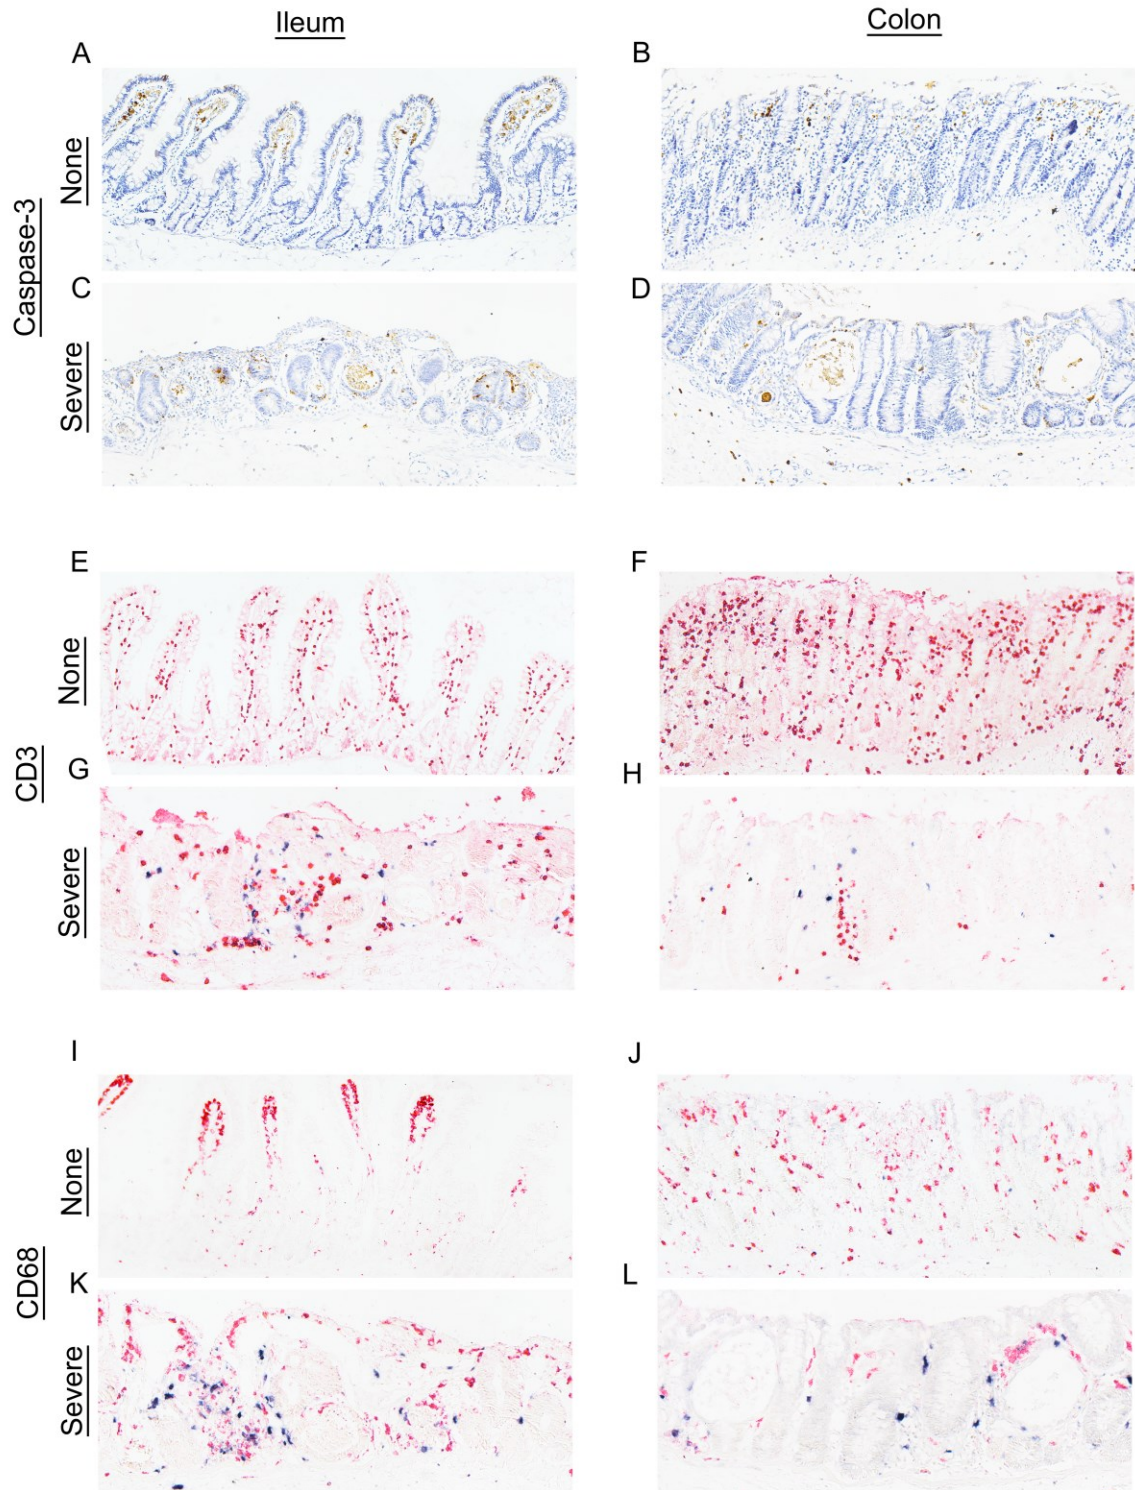 Ileum
Colon
A
B
None
Caspase-3
C
D
Severe
E
F
None
CD3
G
H
Severe
I
J
None
CD68
K
L
Severe